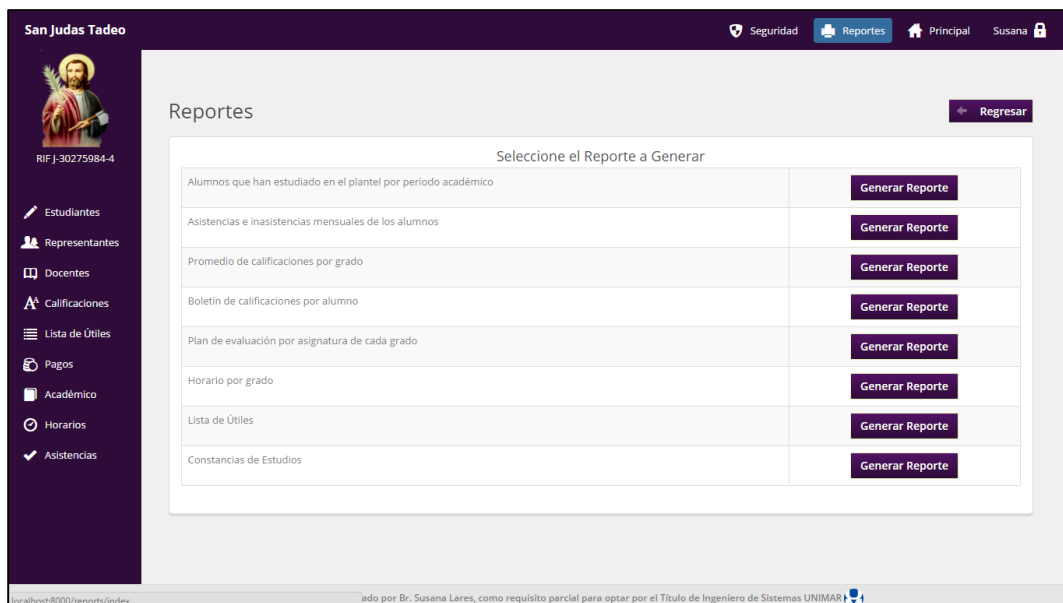 San Judas Tadeo
Seguridad
Reportes
Principal
Susana
RIF J-30275984-4
Estudiantes
Representantes
Docentes
Calificaciones
Lista de Útiles
Pagos
Académico
Horarios
Asistencias
Reportes
Regresar
Seleccione el Reporte a Generar
Alumnos que han estudiado en el plantel por periodo académico
Generar Reporte
Asistencias e inasistencias mensuales de los alumnos
Generar Reporte
Promedio de calificaciones por grado
Generar Reporte
Boletín de calificaciones por alumno
Generar Reporte
Plan de evaluación por asignatura de cada grado
Generar Reporte
Horario por grado
Generar Reporte
Lista de Útiles
Generar Reporte
Constancias de Estudios
Generar Reporte
localhost:8000/reports/index
ado por Br. Susana Lares, como requisito parcial para optar por el Título de Ingeniero de Sistemas UNIMAR